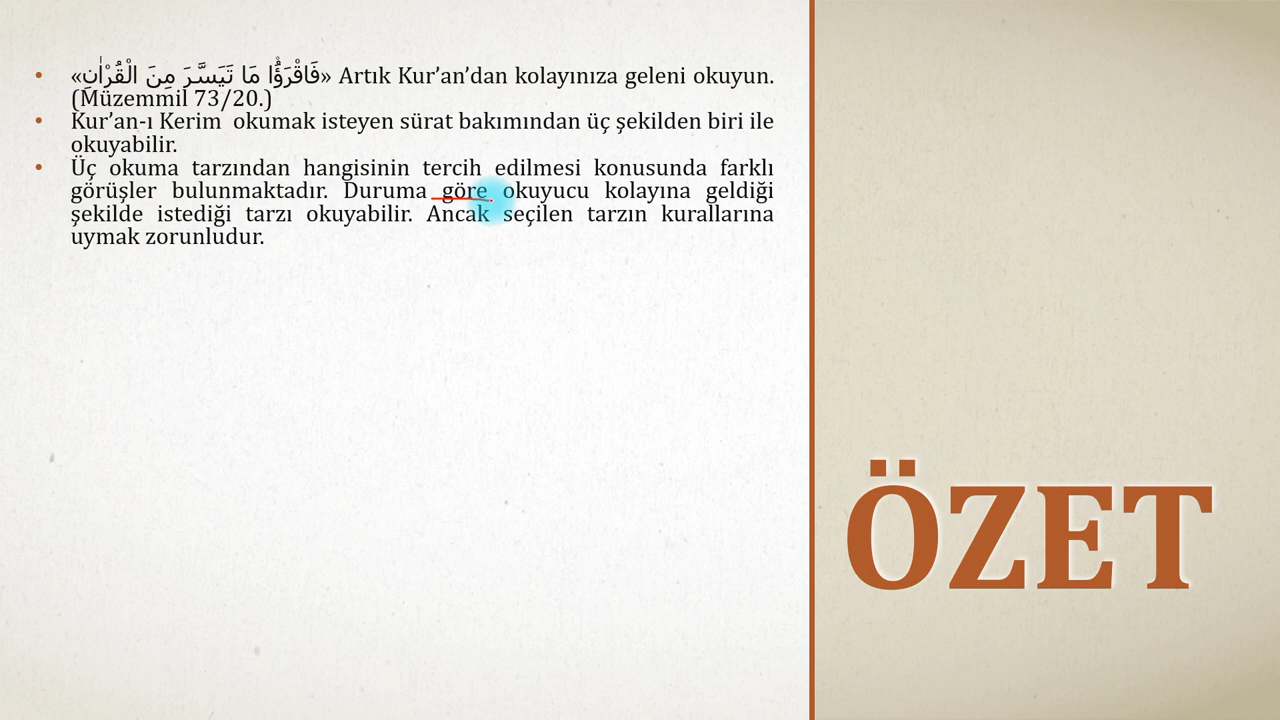 • «فَاقْرَؤُ۫ا مَا تَيَسَّرَ مِنَ الْقُرْاٰنِ» Artık Kur’an’dan kolayınıza geleni okuyun.
(Müzemmil 73/20.)
• Kur’an-ı Kerim okumak isteyen sürat bakımından üç şekilden biri ile
okuyabilir.
• Üç okuma tarzından hangisinin tercih edilmesi konusunda farklı
görüşler bulunmaktadır. Duruma göre okuyucu kolayına geldiği
şekilde istediği tarzı okuyabilir. Ancak seçilen tarzın kurallarına
uymak zorunludur.
ÖZET